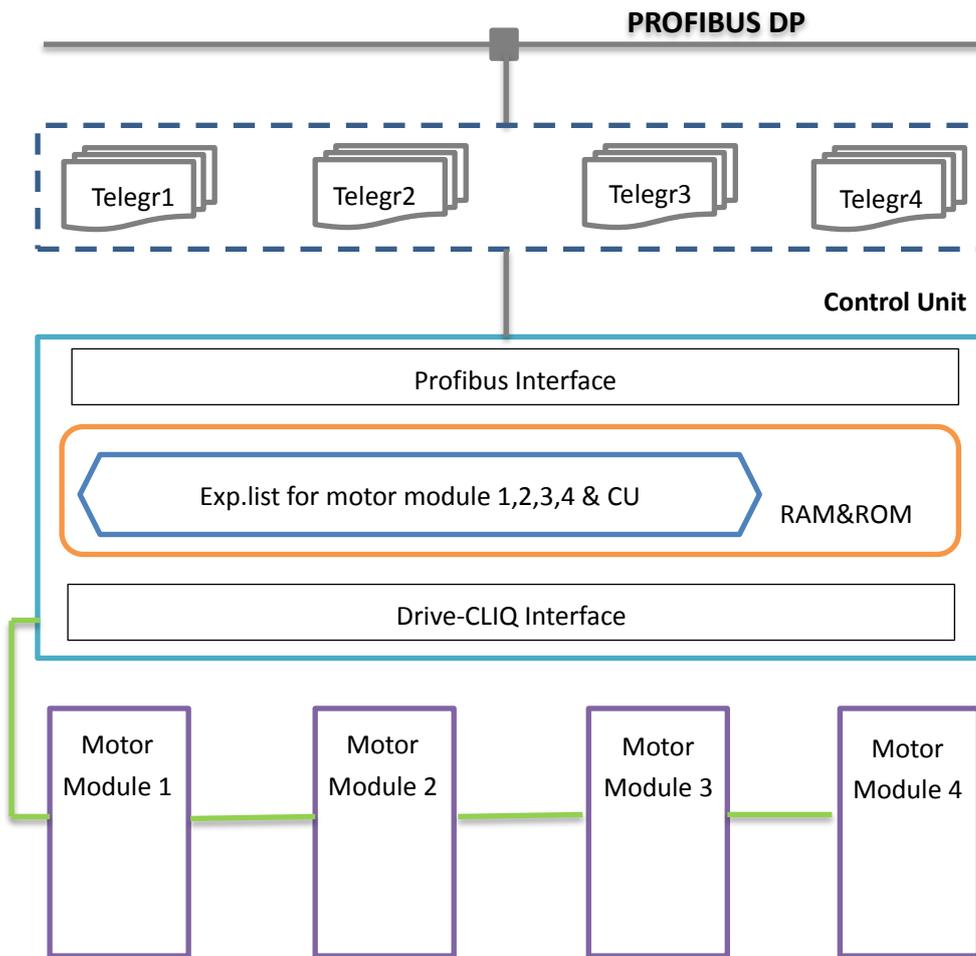 PROFIBUS DP
Telegr1
Telegr2
Telegr3
Telegr4
Control Unit
Profibus Interface
Exp.list for motor module 1,2,3,4 & CU
RAM&ROM
Drive-CLIQ Interface
Motor
Module 1
Motor
Module 2
Motor
Module 3
Motor
Module 4